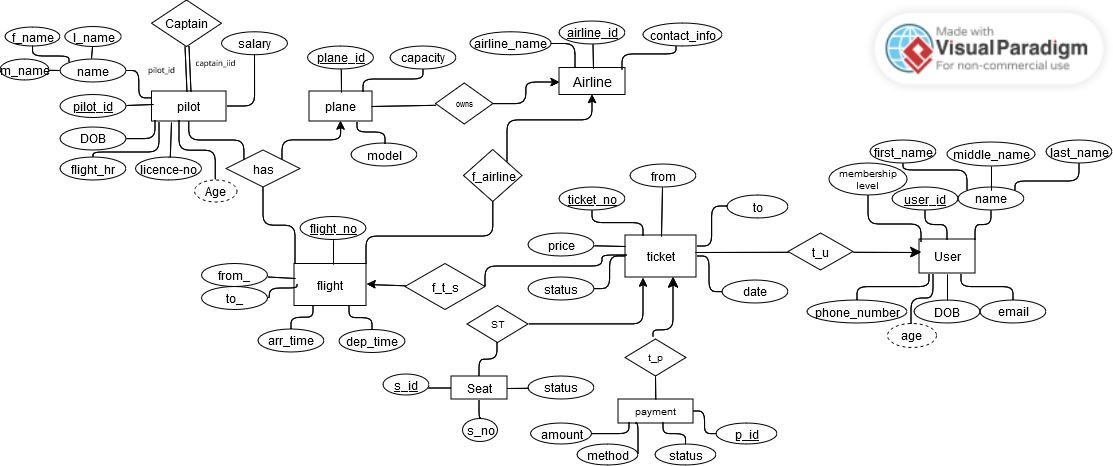 Captain
f_name
l_name
m_name
name
salary
pilot_id
captain_iid
pilot
pilot_id
DOB
flight_hr
licence-no
Age
plane_id
capacity
plane
model
owns
airline_name
airline_id
contact_info
Airline
Made with
VisualParadigm
For non-commercial use
has
f_airline
flight_no
from_
to_
flight
arr_time
dep_time
f_t_s
from
ticket_no
to
price
ticket
status
date
t_u
first_name
middle_name
last_name
membership
level
user_id
name
User
phone_number
DOB
email
age
ST
s_id
Seat
status
s_no
t_p
payment
amount
method
status
p_id